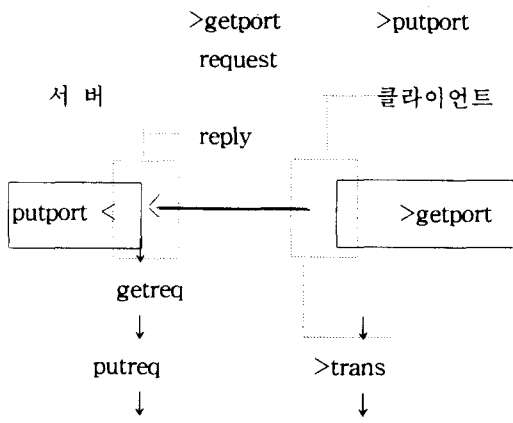 >getport >putport
request
서 버 클라이언트
reply
putport < < >getport
getreq
putreq >trans